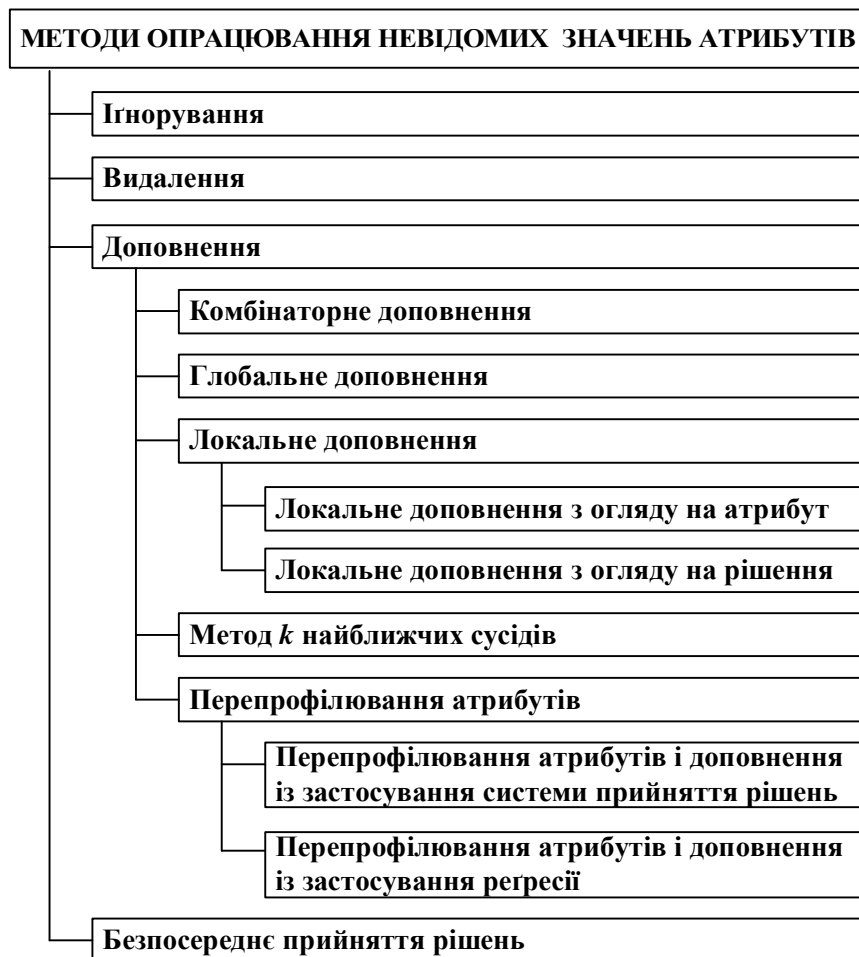 МЕТОДИ ОПРАЦЮВАННЯ НЕВІДОМИХ ЗНАЧЕНЬ АТРИБУТІВ
Іґнорування
Видалення
Доповнення
Комбінаторне доповнення
Глобальне доповнення
Локальне доповнення
Локальне доповнення з огляду на атрибут
Локальне доповнення з огляду на рішення
Метод k найближчих сусідів
Перепрофілювання атрибутів
Перепрофілювання атрибутів і доповнення
із застосування системи прийняття рішень
Перепрофілювання атрибутів і доповнення
із застосування реґресії
Безпосереднє прийняття рішень